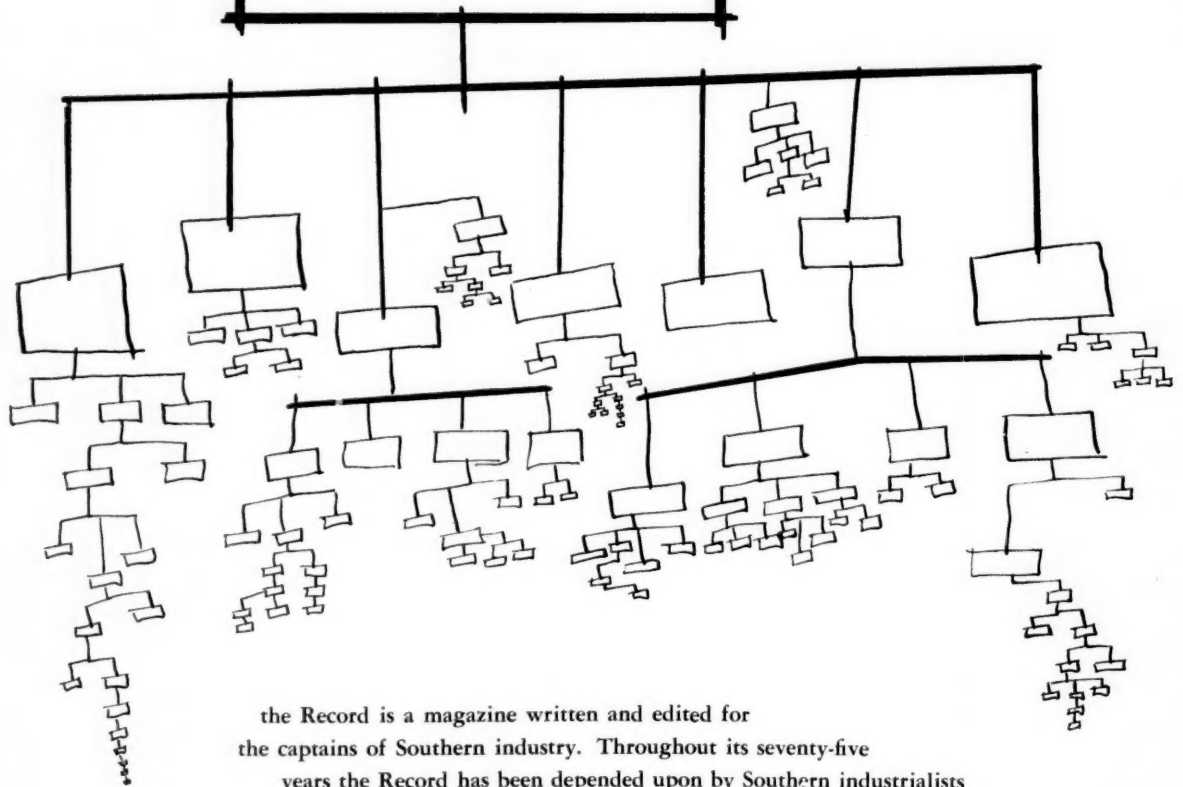 the Record is a magazine written and edited for
the captains of Southern industry. Throughout its seventy-five
years the Record has been depended upon by Southern industrialists